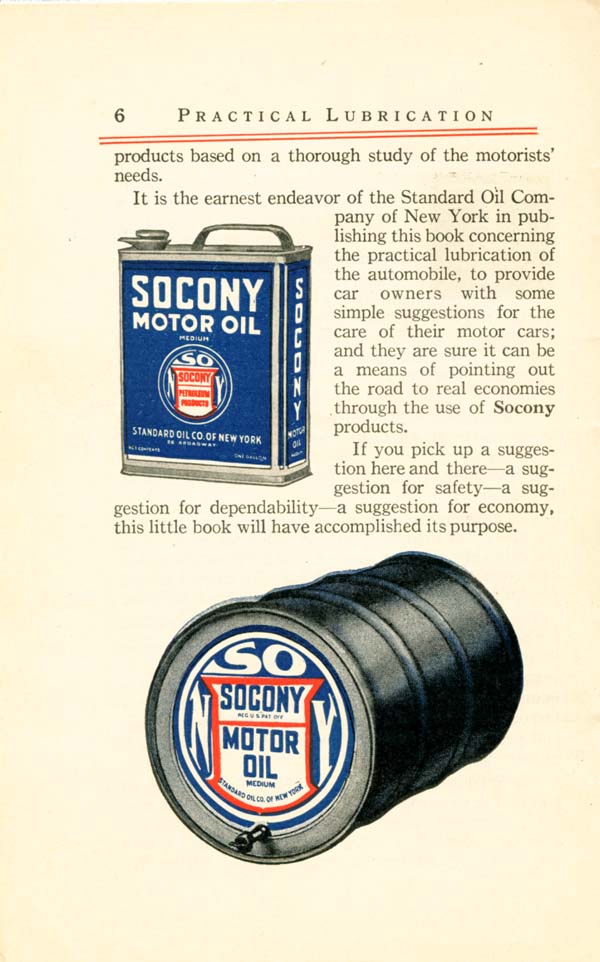 6 PRACTICAL LUBRICATION
products based on a thorough study of the motorists'
needs.
It is the earnest endeavor of the Standard Oil Com-
pany of New York in pub-
lishing this book concerning
the practical lubrication of
the automobile, to provide
car owners with some
simple suggestions for the
care of their motor cars;
and they are sure it can be
a means of pointing out
the road to real economies
through the use of Socony
products.
If you pick up a sugges-
tion here and there—a sug-
gestion for safety—a sug-
gestion for dependability—a suggestion for economy,
this little book will have accomplished its purpose.
SOCONY
MOTOR OIL
MEDIUM
SO
N Y
SOCONY
PETROLEUM
PRODUCTS
STANDARD OIL CO. OF NEW YORK
26 BROADWAY
NET CONTENTS ONE GALLON
SOCONY
MOTOR
OIL
MEDIUM
SO
N Y
SOCONY
REG. U.S. PAT. OFF.
MOTOR
OIL
MEDIUM
STANDARD OIL CO. OF NEW YORK